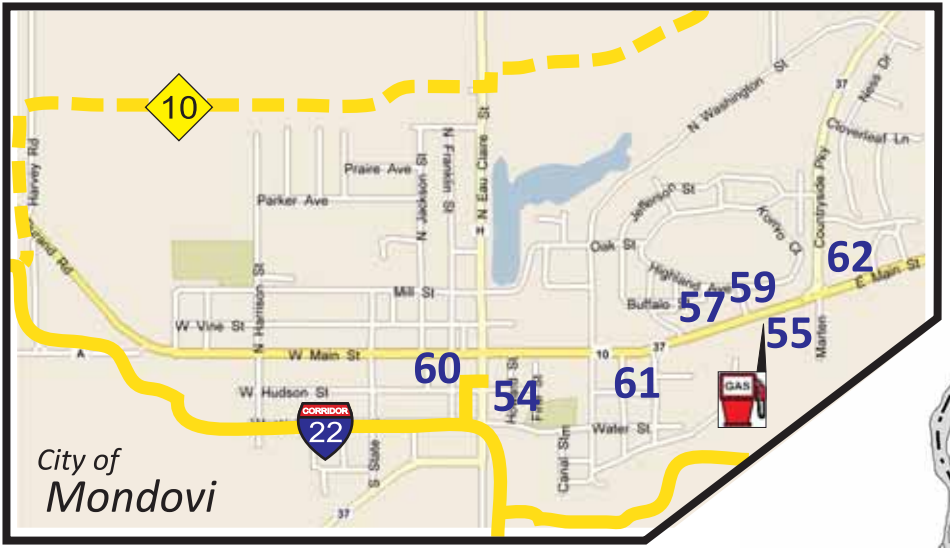 10
37
Ness Dr
N Washington St
Cloverleaf Ln
Harvey Rd
Praire Ave
N Jackson St
N Franklin St
N Eau Claire St
Parker Ave
Jefferson St
Countryside Pky
H
Oak St
Highland Ave
62
E Main St
N Harrison St
Mill St
Buffalo St
57
59
55
Marten
W Vine St
A
W Main St
10
37
60
W Hudson St
54
61
GAS
CORRIDOR
22
Water St
S State
Canal St
City of
Mondovi
37